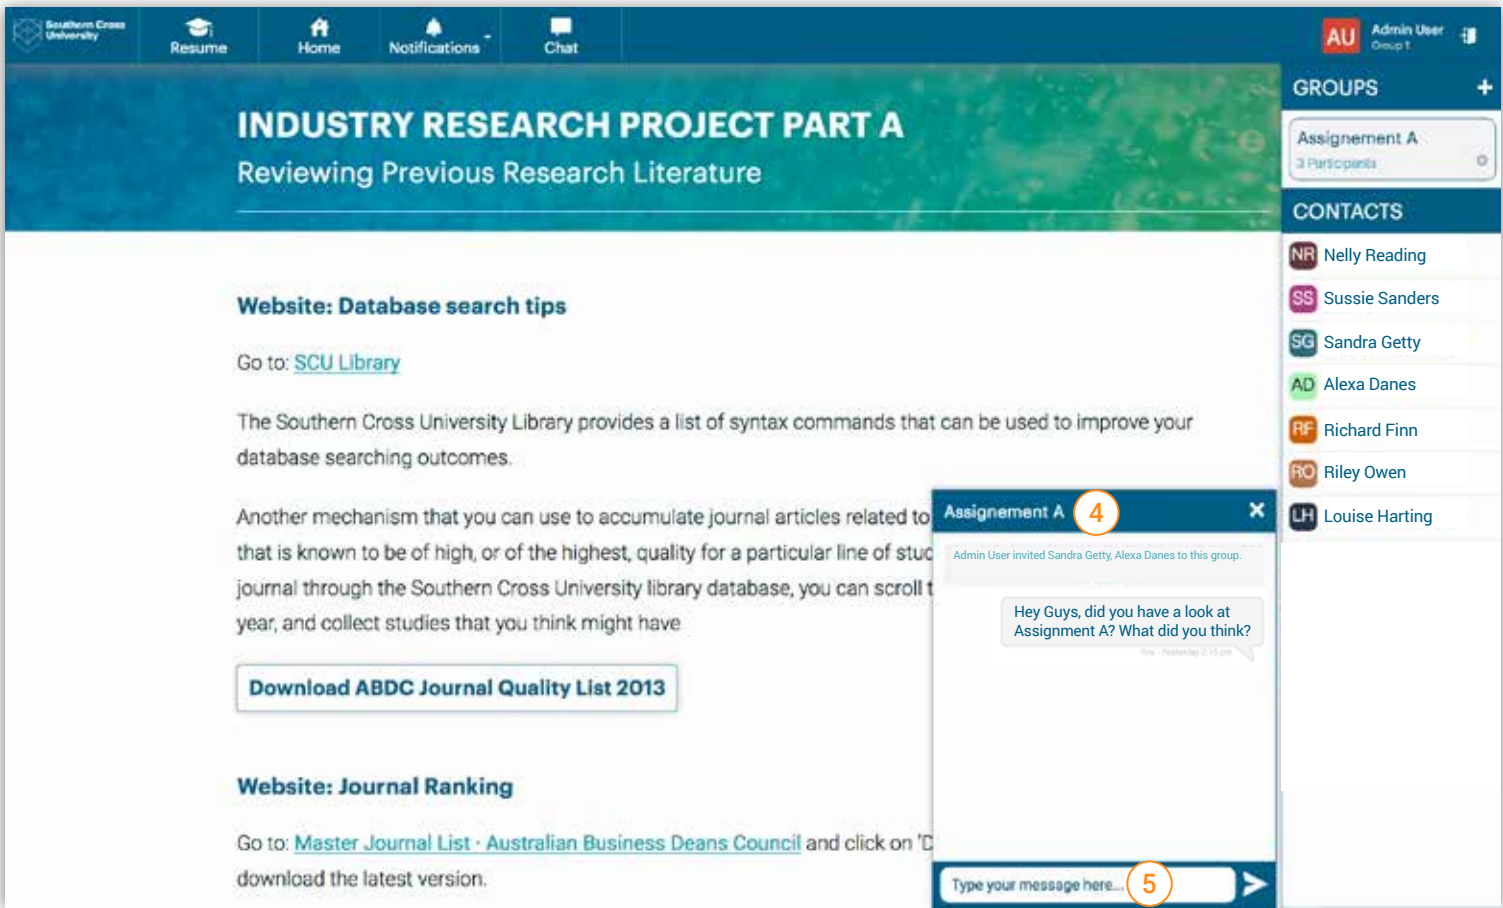 Southern Cross
University
Resume
Home
Notifications
Chat
AU
Admin User
Group 1
INDUSTRY RESEARCH PROJECT PART A
Reviewing Previous Research Literature
GROUPS +
Assignement A
3 Participants
CONTACTS
NR Nelly Reading
SS Sussie Sanders
SG Sandra Getty
AD Alexa Danes
RF Richard Finn
RO Riley Owen
LH Louise Harting
Website: Database search tips
Go to: SCU Library
The Southern Cross University Library provides a list of syntax commands that can be used to improve your
database searching outcomes.
Another mechanism that you can use to accumulate journal articles related to
that is known to be of high, or of the highest, quality for a particular line of stud
journal through the Southern Cross University library database, you can scroll t
year, and collect studies that you think might have
Download ABDC Journal Quality List 2013
Website: Journal Ranking
Go to: Master Journal List · Australian Business Deans Council and click on 'D
download the latest version.
Assignement A 4
Admin User invited Sandra Getty, Alexa Danes to this group.
Hey Guys, did you have a look at
Assignment A? What did you think?
You - Yesterday 2:15 pm
Type your message here... 5